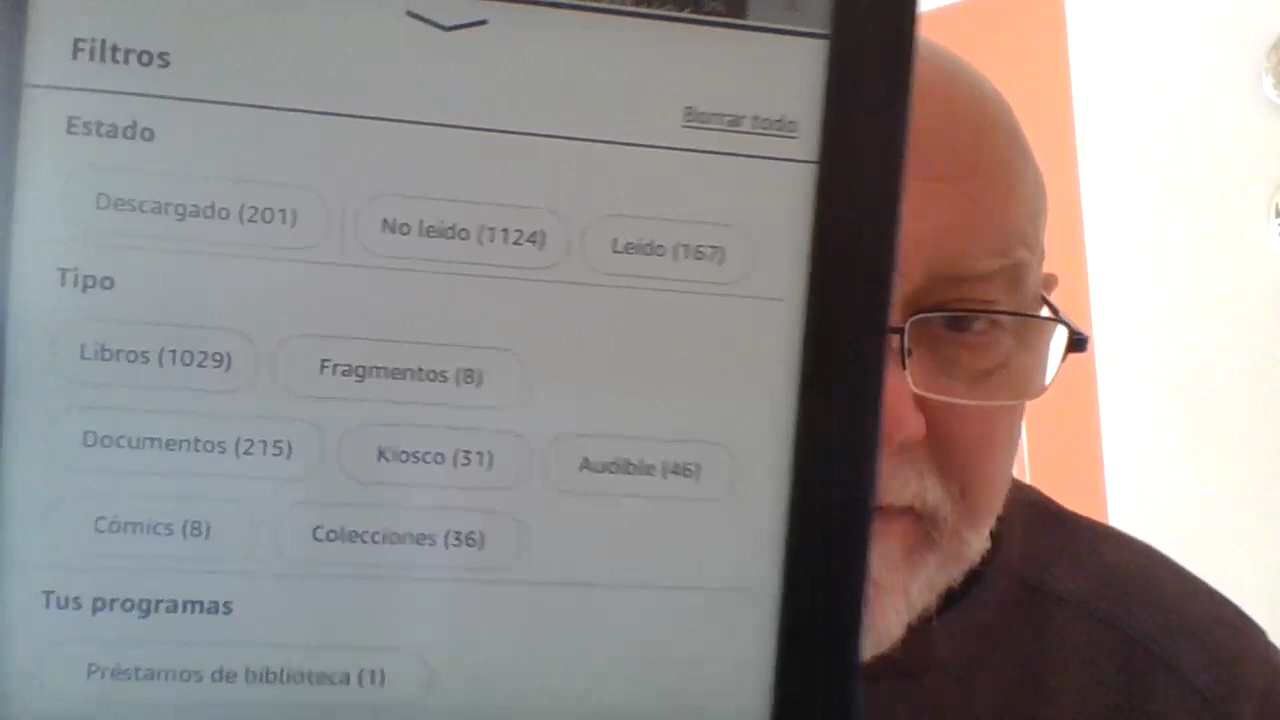 Filtros
Borrar todo
Estado
Descargado (201) No leído (1124) Leído (167)
Tipo
Libros (1029) Fragmentos (8)
Documentos (215) Kiosco (31) Audible (46)
Cómics (8) Colecciones (36)
Tus programas
Préstamos de biblioteca (1)